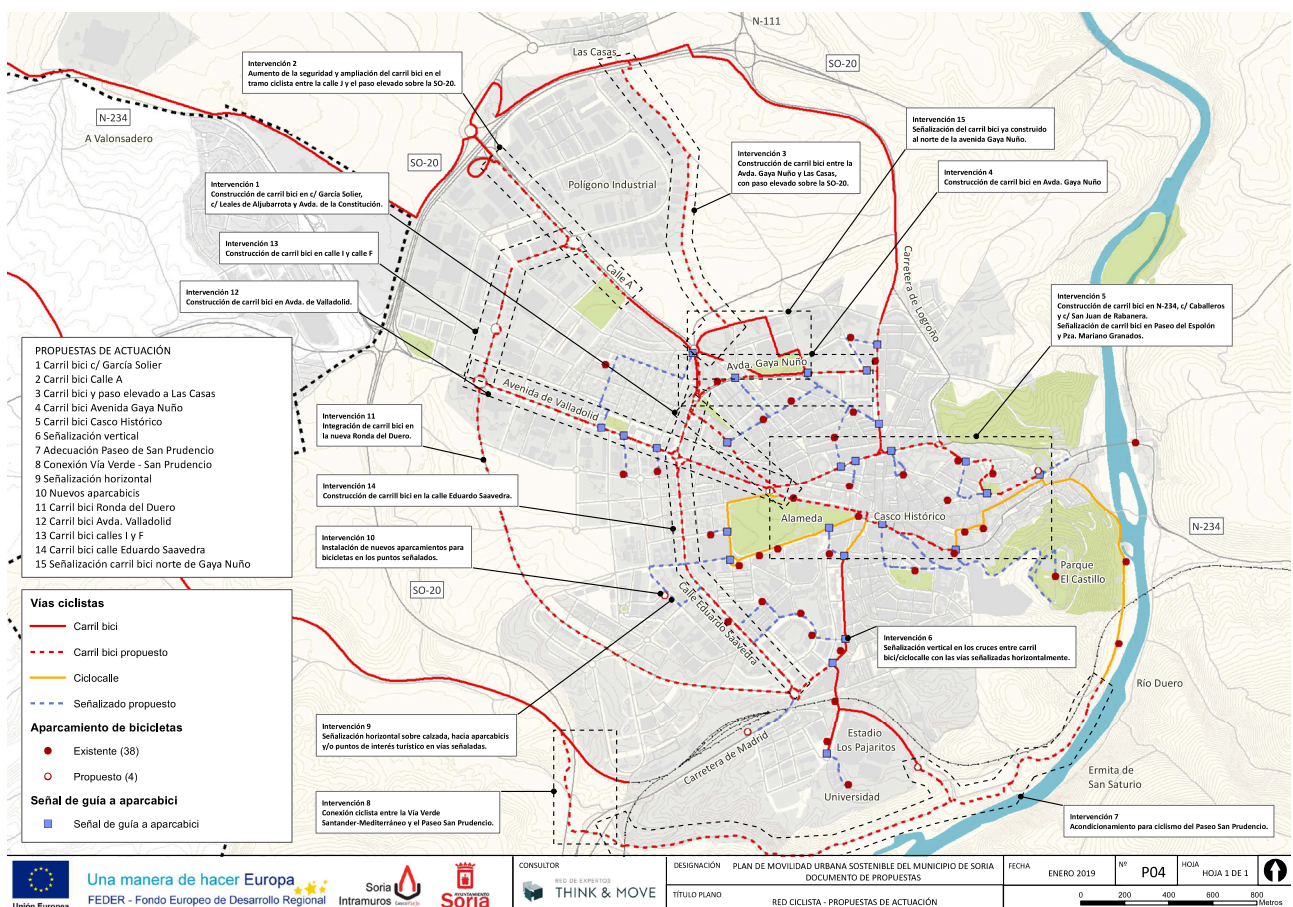 N-111
Las Casas
SO-20
Intervención 2
Aumento de la seguridad y ampliación del carril bici en el
tramo ciclista entre la calle J y el paso elevado sobre la SO-20.
N-234
A Valonsadero
SO-20
Intervención 15
Señalización del carril bici ya construido
al norte de la avenida Gaya Nuño.
Intervención 3
Construcción de carril bici entre la
Avda. Gaya Nuño y Las Casas,
con paso elevado sobre la SO-20.
Intervención 4
Construcción de carril bici en Avda. Gaya Nuño
Intervención 1
Construcción de carril bici en c/ García Solier,
c/ Leales de Aljubarrota y Avda. de la Constitución.
Polígono Industrial
Intervención 13
Construcción de carril bici en calle I y calle F
Calle A
Carretera de Logroño
Intervención 12
Construcción de carril bici en Avda. de Valladolid.
Intervención 5
Construcción de carril bici en N-234, c/ Caballeros
y c/ San Juan de Rabanera.
Señalización de carril bici en Paseo del Espolón
y Pza. Mariano Granados.
PROPUESTAS DE ACTUACIÓN
1 Carril bici c/ García Solier
2 Carril bici Calle A
3 Carril bici y paso elevado a Las Casas
4 Carril bici Avenida Gaya Nuño
5 Carril bici Casco Histórico
6 Señalización vertical
7 Adecuación Paseo de San Prudencio
8 Conexión Vía Verde - San Prudencio
9 Señalización horizontal
10 Nuevos aparcabicis
11 Carril bici Ronda del Duero
12 Carril bici Avda. Valladolid
13 Carril bici calles I y F
14 Carril bici calle Eduardo Saavedra
15 Señalización carril bici norte de Gaya Nuño
Avda. Gaya Nuño
Avenida de Valladolid
Intervención 11
Integración de carril bici en
la nueva Ronda del Duero.
Intervención 14
Construcción de carril bici en la calle Eduardo Saavedra.
Alameda
Casco Histórico
N-234
Intervención 10
Instalación de nuevos aparcamientos para
bicicletas en los puntos señalados.
Parque
El Castillo
SO-20
Calle Eduardo Saavedra
Vías ciclistas
Carril bici
Carril bici propuesto
Ciclocalle
Señalizado propuesto
Aparcamiento de bicicletas
Existente (38)
Propuesto (4)
Señal de guía a aparcabici
Señal de guía a aparcabici
Intervención 6
Señalización vertical en los cruces entre carril
bici/ciclocalle con las vías señalizadas horizontalmente.
Río Duero
Intervención 9
Señalización horizontal sobre calzada, hacia aparcabicis
y/o puntos de interés turístico en vías señaladas.
Carretera de Madrid
Estadio
Los Pajaritos
Ermita de
San Saturio
Universidad
Intervención 8
Conexión ciclista entre la Vía Verde
Santander-Mediterráneo y el Paseo San Prudencio.
Intervención 7
Acondicionamiento para ciclismo del Paseo San Prudencio.
Unión Europea
Una manera de hacer Europa
FEDER - Fondo Europeo de Desarrollo Regional
Soria
Intramuros
AYUNTAMIENTO
Soria
CONSULTOR
RED DE EXPERTOS
THINK & MOVE
DESIGNACIÓN
PLAN DE MOVILIDAD URBANA SOSTENIBLE DEL MUNICIPIO DE SORIA
DOCUMENTO DE PROPUESTAS
TÍTULO PLANO
RED CICLISTA - PROPUESTAS DE ACTUACIÓN
FECHA
ENERO 2019
Nº
P04
HOJA
HOJA 1 DE 1
0 200 400 600 800
Metros